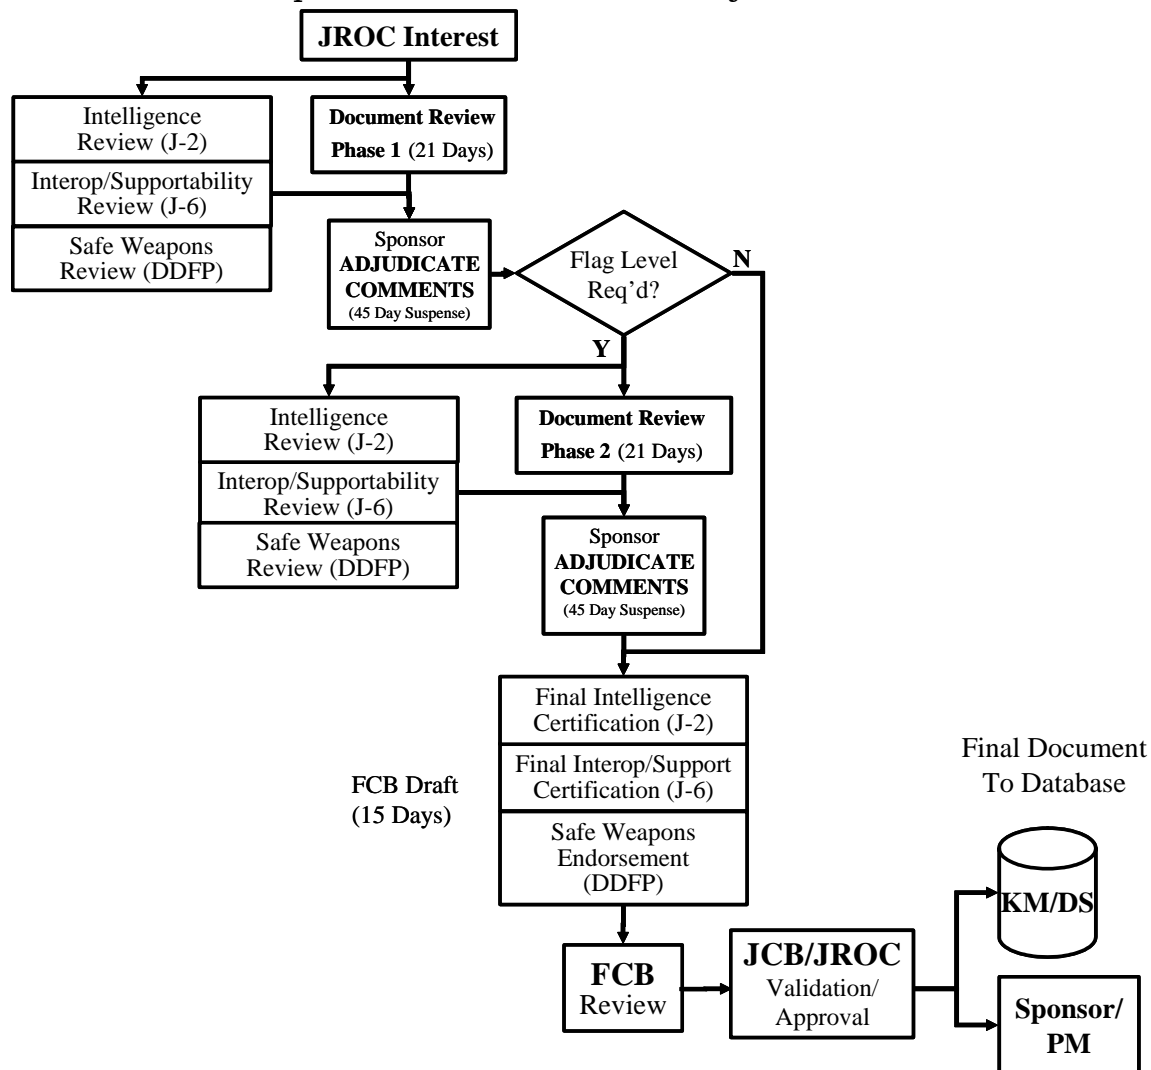 JROC Interest
Intelligence
Review (J-2)
Interop/Supportability
Review (J-6)
Safe Weapons
Review (DDFP)
Document Review
Phase 1 (21 Days)
Sponsor
ADJUDICATE
COMMENTS
(45 Day Suspense)
Flag Level
Req’d?
N
Y
Intelligence
Review (J-2)
Interop/Supportability
Review (J-6)
Safe Weapons
Review (DDFP)
Document Review
Phase 2 (21 Days)
Sponsor
ADJUDICATE
COMMENTS
(45 Day Suspense)
FCB Draft
(15 Days)
Final Intelligence
Certification (J-2)
Final Interop/Support
Certification (J-6)
Safe Weapons
Endorsement
(DDFP)
FCB
Review
JCB/JROC
Validation/
Approval
Final Document
To Database
KM/DS
Sponsor/
PM